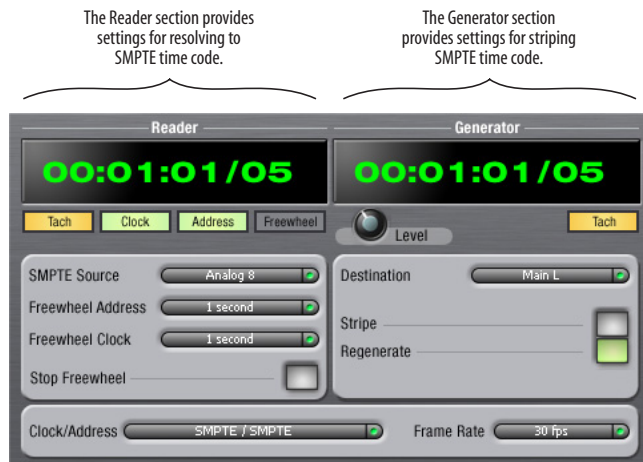 The Reader section provides
settings for resolving to
SMPTE time code.
The Generator section
provides settings for striping
SMPTE time code.
Reader
00:01:01/05
Tach Clock Address Freewheel
SMPTE Source Analog 8
Freewheel Address 1 second
Freewheel Clock 1 second
Stop Freewheel
Generator
00:01:01/05
Level Tach
Destination Main L
Stripe
Regenerate
Clock/Address SMPTE / SMPTE Frame Rate 30 fps